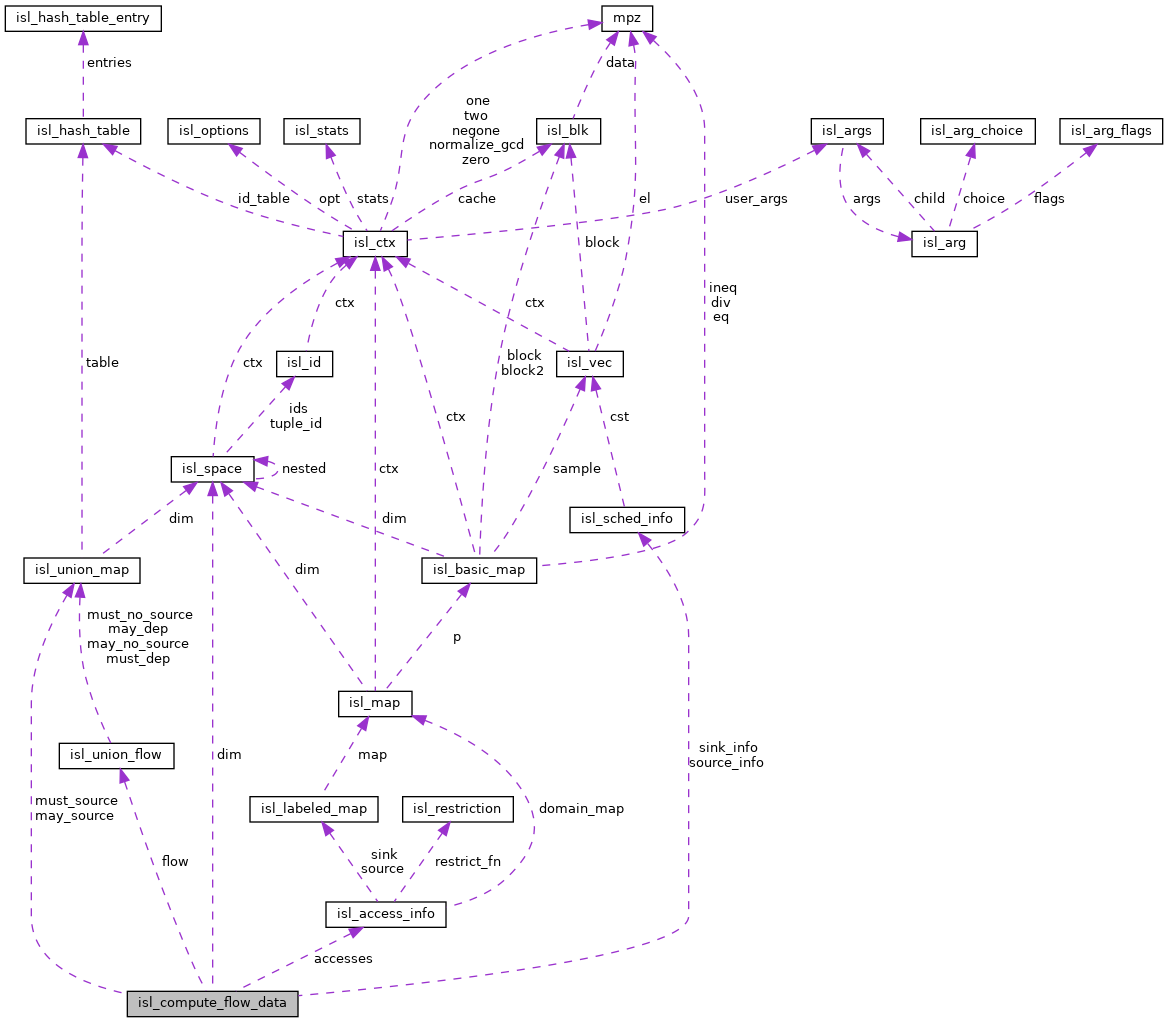 isl_hash_table_entry
mpz
entries
data
one
two
negone
normalize_gcd
zero
isl_hash_table
isl_options
isl_stats
isl_blk
isl_args
isl_arg_choice
isl_arg_flags
id_table
opt
stats
cache
el
user_args
args
child
choice
flags
isl_ctx
block
isl_arg
ineq
div
eq
ctx
ctx
table
ctx
isl_id
block
block2
isl_vec
ids
tuple_id
ctx
cst
isl_space
nested
ctx
sample
dim
dim
isl_sched_info
isl_union_map
dim
isl_basic_map
must_no_source
may_dep
may_no_source
must_dep
p
isl_map
isl_union_flow
dim
map
sink_info
source_info
must_source
may_source
isl_labeled_map
isl_restriction
domain_map
flow
sink
source
restrict_fn
isl_access_info
accesses
isl_compute_flow_data